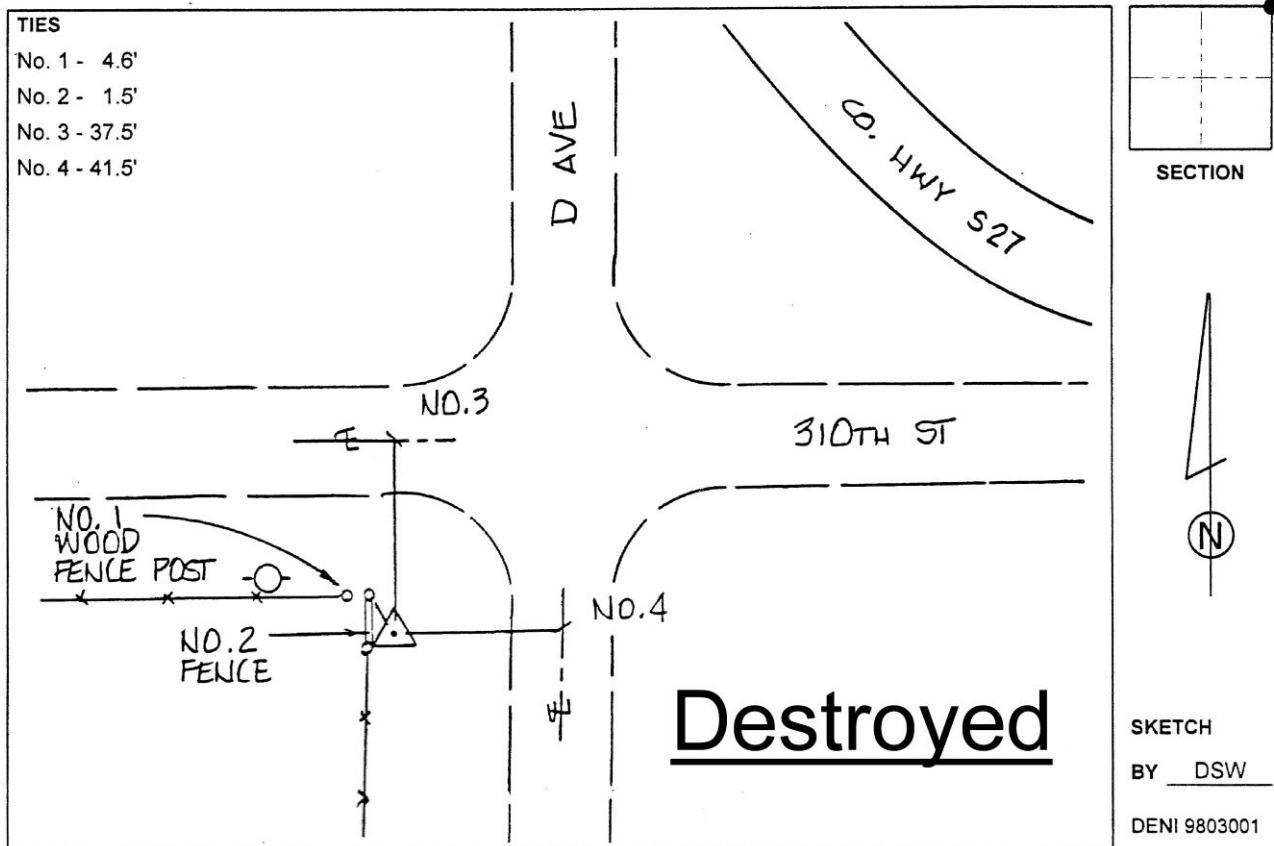 TIES
No. 1 - 4.6'
No. 2 - 1.5'
No. 3 - 37.5'
No. 4 - 41.5'
D AVE
CO. HWY S27
SECTION
NO.3
℄
310TH ST
NO. 1
WOOD
FENCE POST
N
NO.4
NO.2
FENCE
℄
Destroyed
SKETCH
BY DSW
DENI 9803001